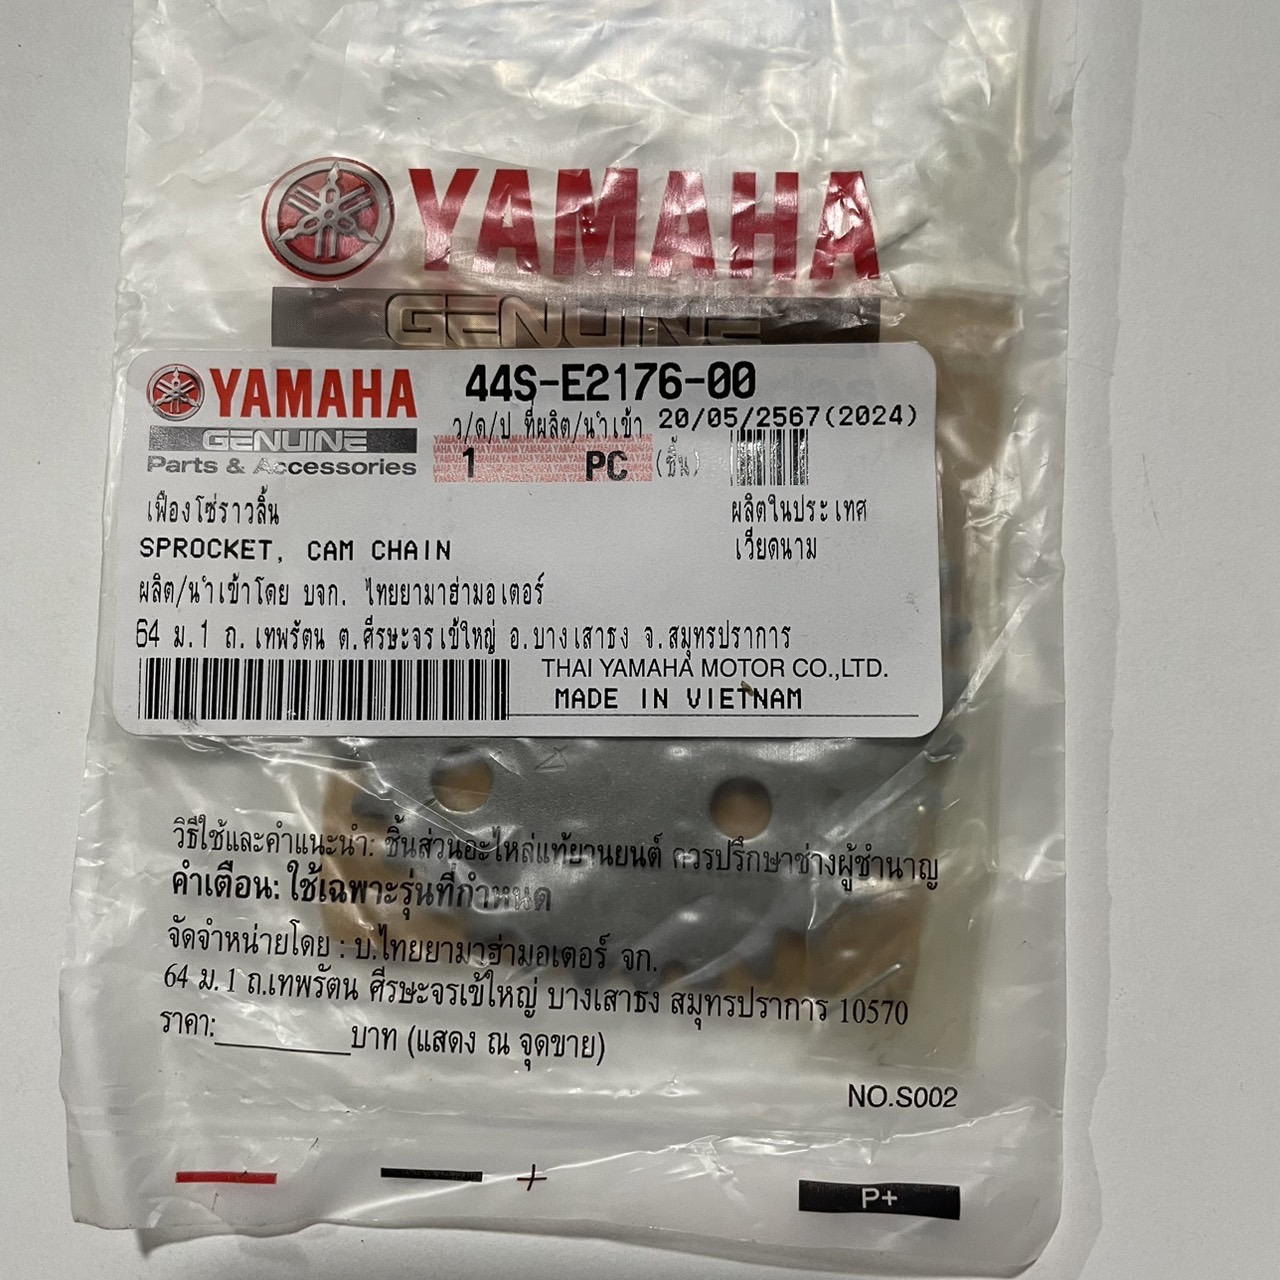 YAMAHA
GENUINE
YAMAHA
GENUINE
Parts & Accessories
44S-E2176-00
ว/ด/ป ที่ผลิต/นำเข้า 20/05/2567(2024)
1 PC (ชิ้น)
เฟืองโซ่ราวลิ้น
SPROCKET, CAM CHAIN
ผลิตในประเทศ
เวียดนาม
ผลิต/นำเข้าโดย บจก. ไทยยามาฮ่ามอเตอร์
64 ม.1 ถ.เทพรัตน ต.ศีรษะจรเข้ใหญ่ อ.บางเสาธง จ.สมุทรปราการ
THAI YAMAHA MOTOR CO.,LTD.
MADE IN VIETNAM
วิธีใช้และคำแนะนำ: ชิ้นส่วนอะไหล่แท้ยานยนต์ ควรปรึกษาช่างผู้ชำนาญ
คำเตือน: ใช้เฉพาะรุ่นที่กำหนด
จัดจำหน่ายโดย : บ.ไทยยามาฮ่ามอเตอร์ จก.
64 ม.1 ถ.เทพรัตน ศีรษะจรเข้ใหญ่ บางเสาธง สมุทรปราการ 10570
ราคา:__________บาท (แสดง ณ จุดขาย)
NO.S002
P+